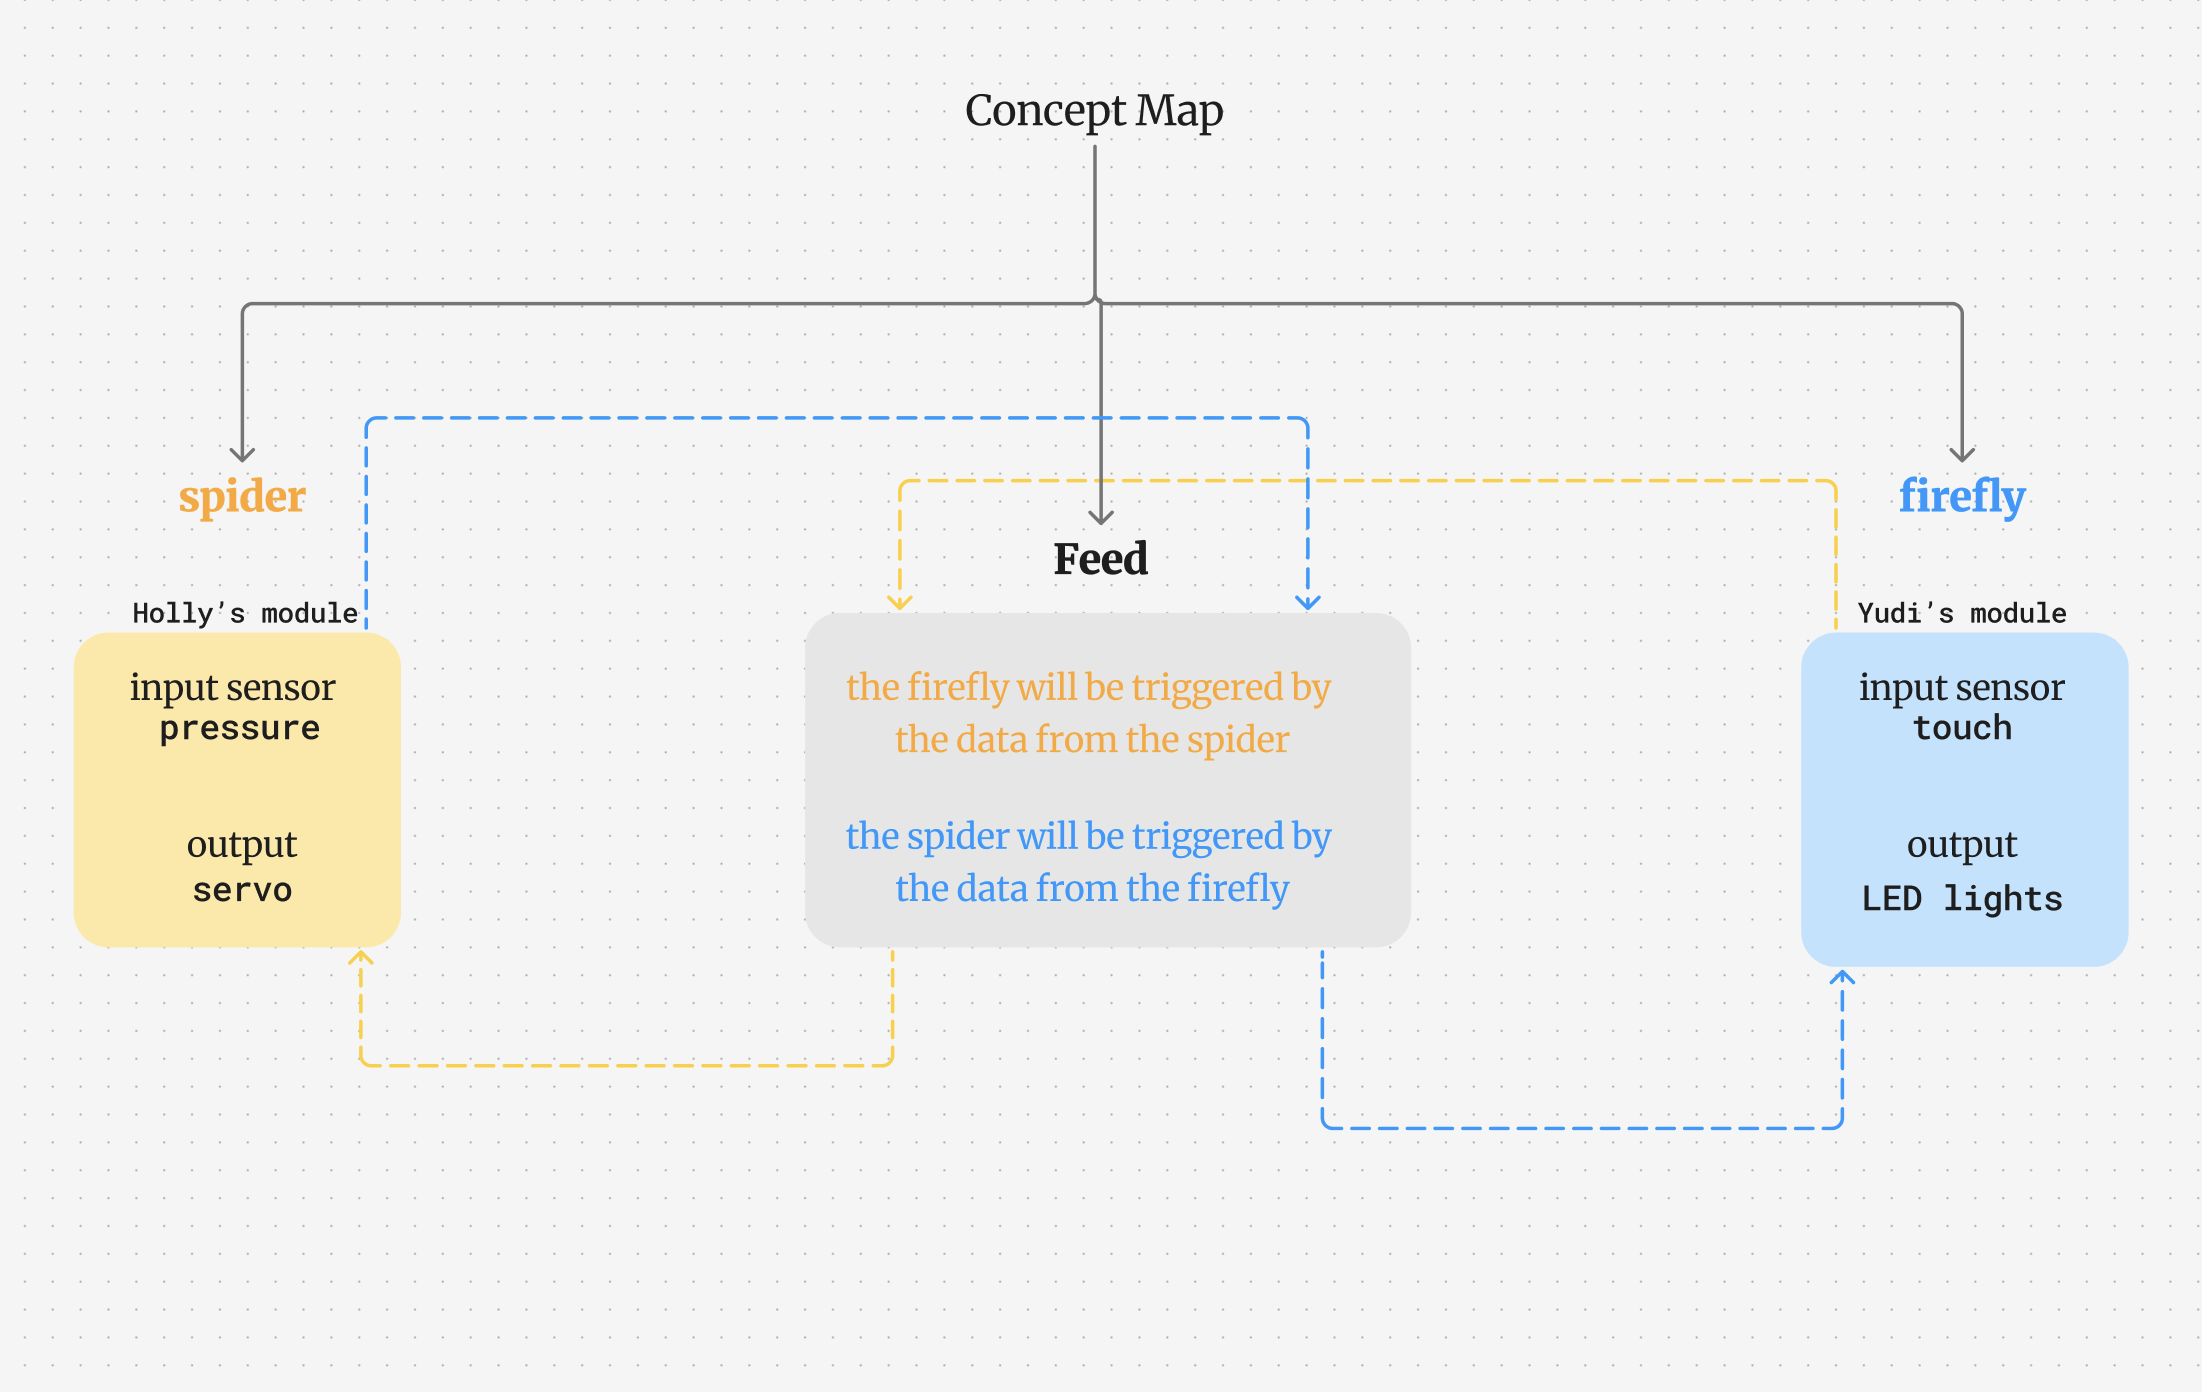 Concept Map
spider
firefly
Feed
Holly’s module
input sensor
pressure
output
servo
the firefly will be triggered by
the data from the spider
the spider will be triggered by
the data from the firefly
Yudi’s module
input sensor
touch
output
LED lights